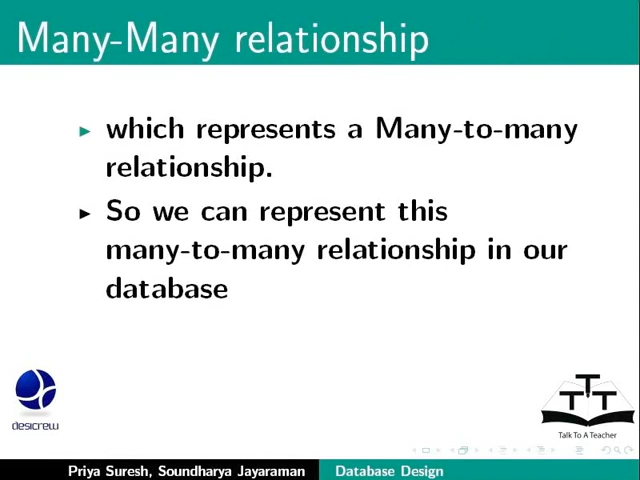 Many-Many relationship
which represents a Many-to-many
relationship.
So we can represent this
many-to-many relationship in our
database
desicrew
T T T
Talk To A Teacher
Priya Suresh, Soundharya Jayaraman
Database Design